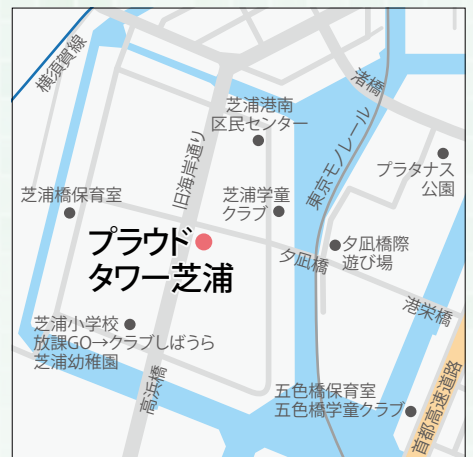 横須賀線
渚橋
芝浦港南
区民センター
東京モノレール
旧海岸通り
プラタナス
公園
芝浦橋保育室
芝浦学童
クラブ
プラウド
タワー芝浦
夕凪橋
夕凪橋際
遊び場
港栄橋
芝浦小学校
放課GO→クラブしばうら
芝浦幼稚園
高浜橋
五色橋保育室
五色橋学童クラブ
首都高速道路